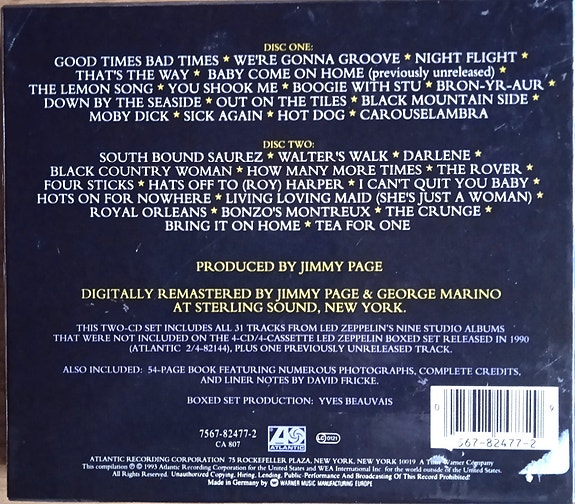 DISC ONE:
GOOD TIMES BAD TIMES * WE'RE GONNA GROOVE * NIGHT FLIGHT *
THAT'S THE WAY * BABY COME ON HOME (previously unreleased) *
THE LEMON SONG * YOU SHOOK ME * BOOGIE WITH STU * BRON-YR-AUR *
DOWN BY THE SEASIDE * OUT ON THE TILES * BLACK MOUNTAIN SIDE *
MOBY DICK * SICK AGAIN * HOT DOG * CAROUSELAMBRA
DISC TWO:
SOUTH BOUND SAUREZ * WALTER'S WALK * DARLENE *
BLACK COUNTRY WOMAN * HOW MANY MORE TIMES * THE ROVER *
FOUR STICKS * HATS OFF TO (ROY) HARPER * I CAN'T QUIT YOU BABY *
HOTS ON FOR NOWHERE * LIVING LOVING MAID (SHE'S JUST A WOMAN) *
ROYAL ORLEANS * BONZO'S MONTREUX * THE CRUNGE *
BRING IT ON HOME * TEA FOR ONE
PRODUCED BY JIMMY PAGE
DIGITALLY REMASTERED BY JIMMY PAGE & GEORGE MARINO
AT STERLING SOUND, NEW YORK.
THIS TWO-CD SET INCLUDES ALL 31 TRACKS FROM LED ZEPPELIN'S NINE STUDIO ALBUMS
THAT WERE NOT INCLUDED ON THE 4-CD/4-CASSETTE LED ZEPPELIN BOXED SET RELEASED IN 1990
(ATLANTIC 2/4-82144), PLUS ONE PREVIOUSLY UNRELEASED TRACK.
ALSO INCLUDED: 54-PAGE BOOK FEATURING NUMEROUS PHOTOGRAPHS, COMPLETE CREDITS,
AND LINER NOTES BY DAVID FRICKE.
BOXED SET PRODUCTION: YVES BEAUVAIS
7567-82477-2
CA 807
ATLANTIC
LC 0121
0 9
567-82477-2
ATLANTIC RECORDING CORPORATION 75 ROCKEFELLER PLAZA, NEW YORK, NEW YORK 10019 A Time Warner Company
This compilation ℗ © 1993 Atlantic Recording Corporation for the United States and WEA International Inc. for the world outside of the United States.
All Rights Reserved. Unauthorized Copying, Hiring, Lending, Public Performance And Broadcasting Of This Record Prohibited!
Made in Germany by WARNER MUSIC MANUFACTURING EUROPE